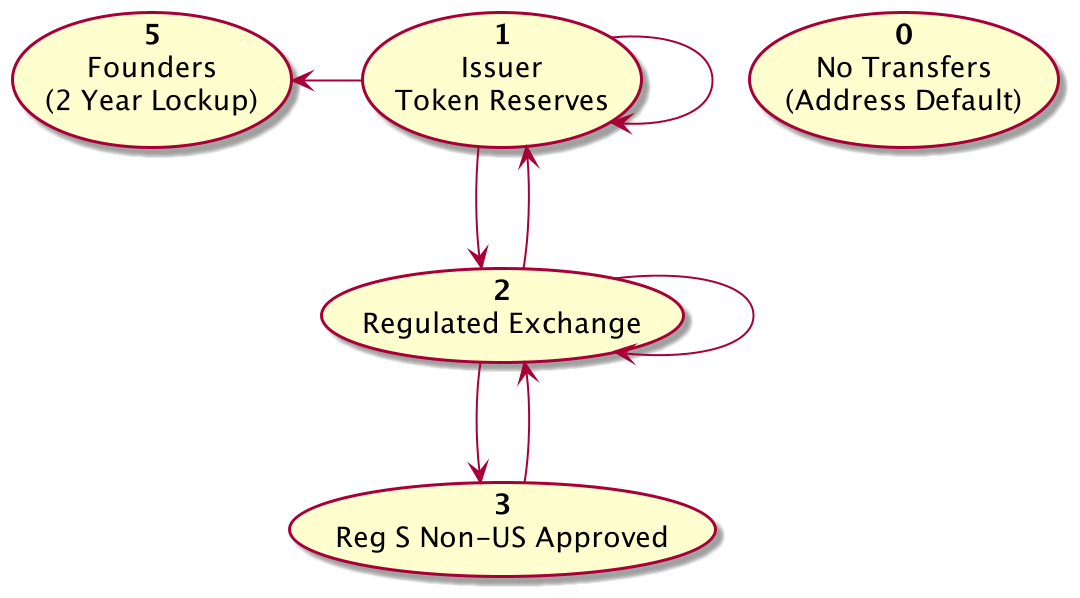 5
Founders
(2 Year Lockup)
1
Issuer
Token Reserves
0
No Transfers
(Address Default)
2
Regulated Exchange
3
Reg S Non-US Approved